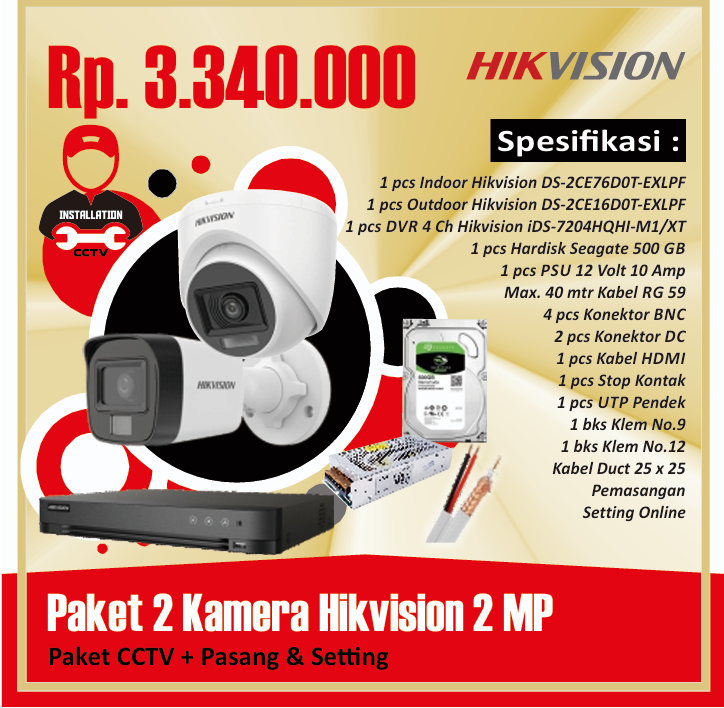 Rp. 3.340.000
HIKVISION
Spesifikasi :
1 pcs Indoor Hikvision DS-2CE76D0T-EXLPF
1 pcs Outdoor Hikvision DS-2CE16D0T-EXLPF
1 pcs DVR 4 Ch Hikvision iDS-7204HQHI-M1/XT
1 pcs Hardisk Seagate 500 GB
1 pcs PSU 12 Volt 10 Amp
Max. 40 mtr Kabel RG 59
4 pcs Konektor BNC
2 pcs Konektor DC
1 pcs Kabel HDMI
1 pcs Stop Kontak
1 pcs UTP Pendek
1 bks Klem No.9
1 bks Klem No.12
Kabel Duct 25 x 25
Pemasangan
Setting Online
INSTALLATION
CCTV
HIKVISION
HIKVISION
HIKVISION
Paket 2 Kamera Hikvision 2 MP
Paket CCTV + Pasang & Setting